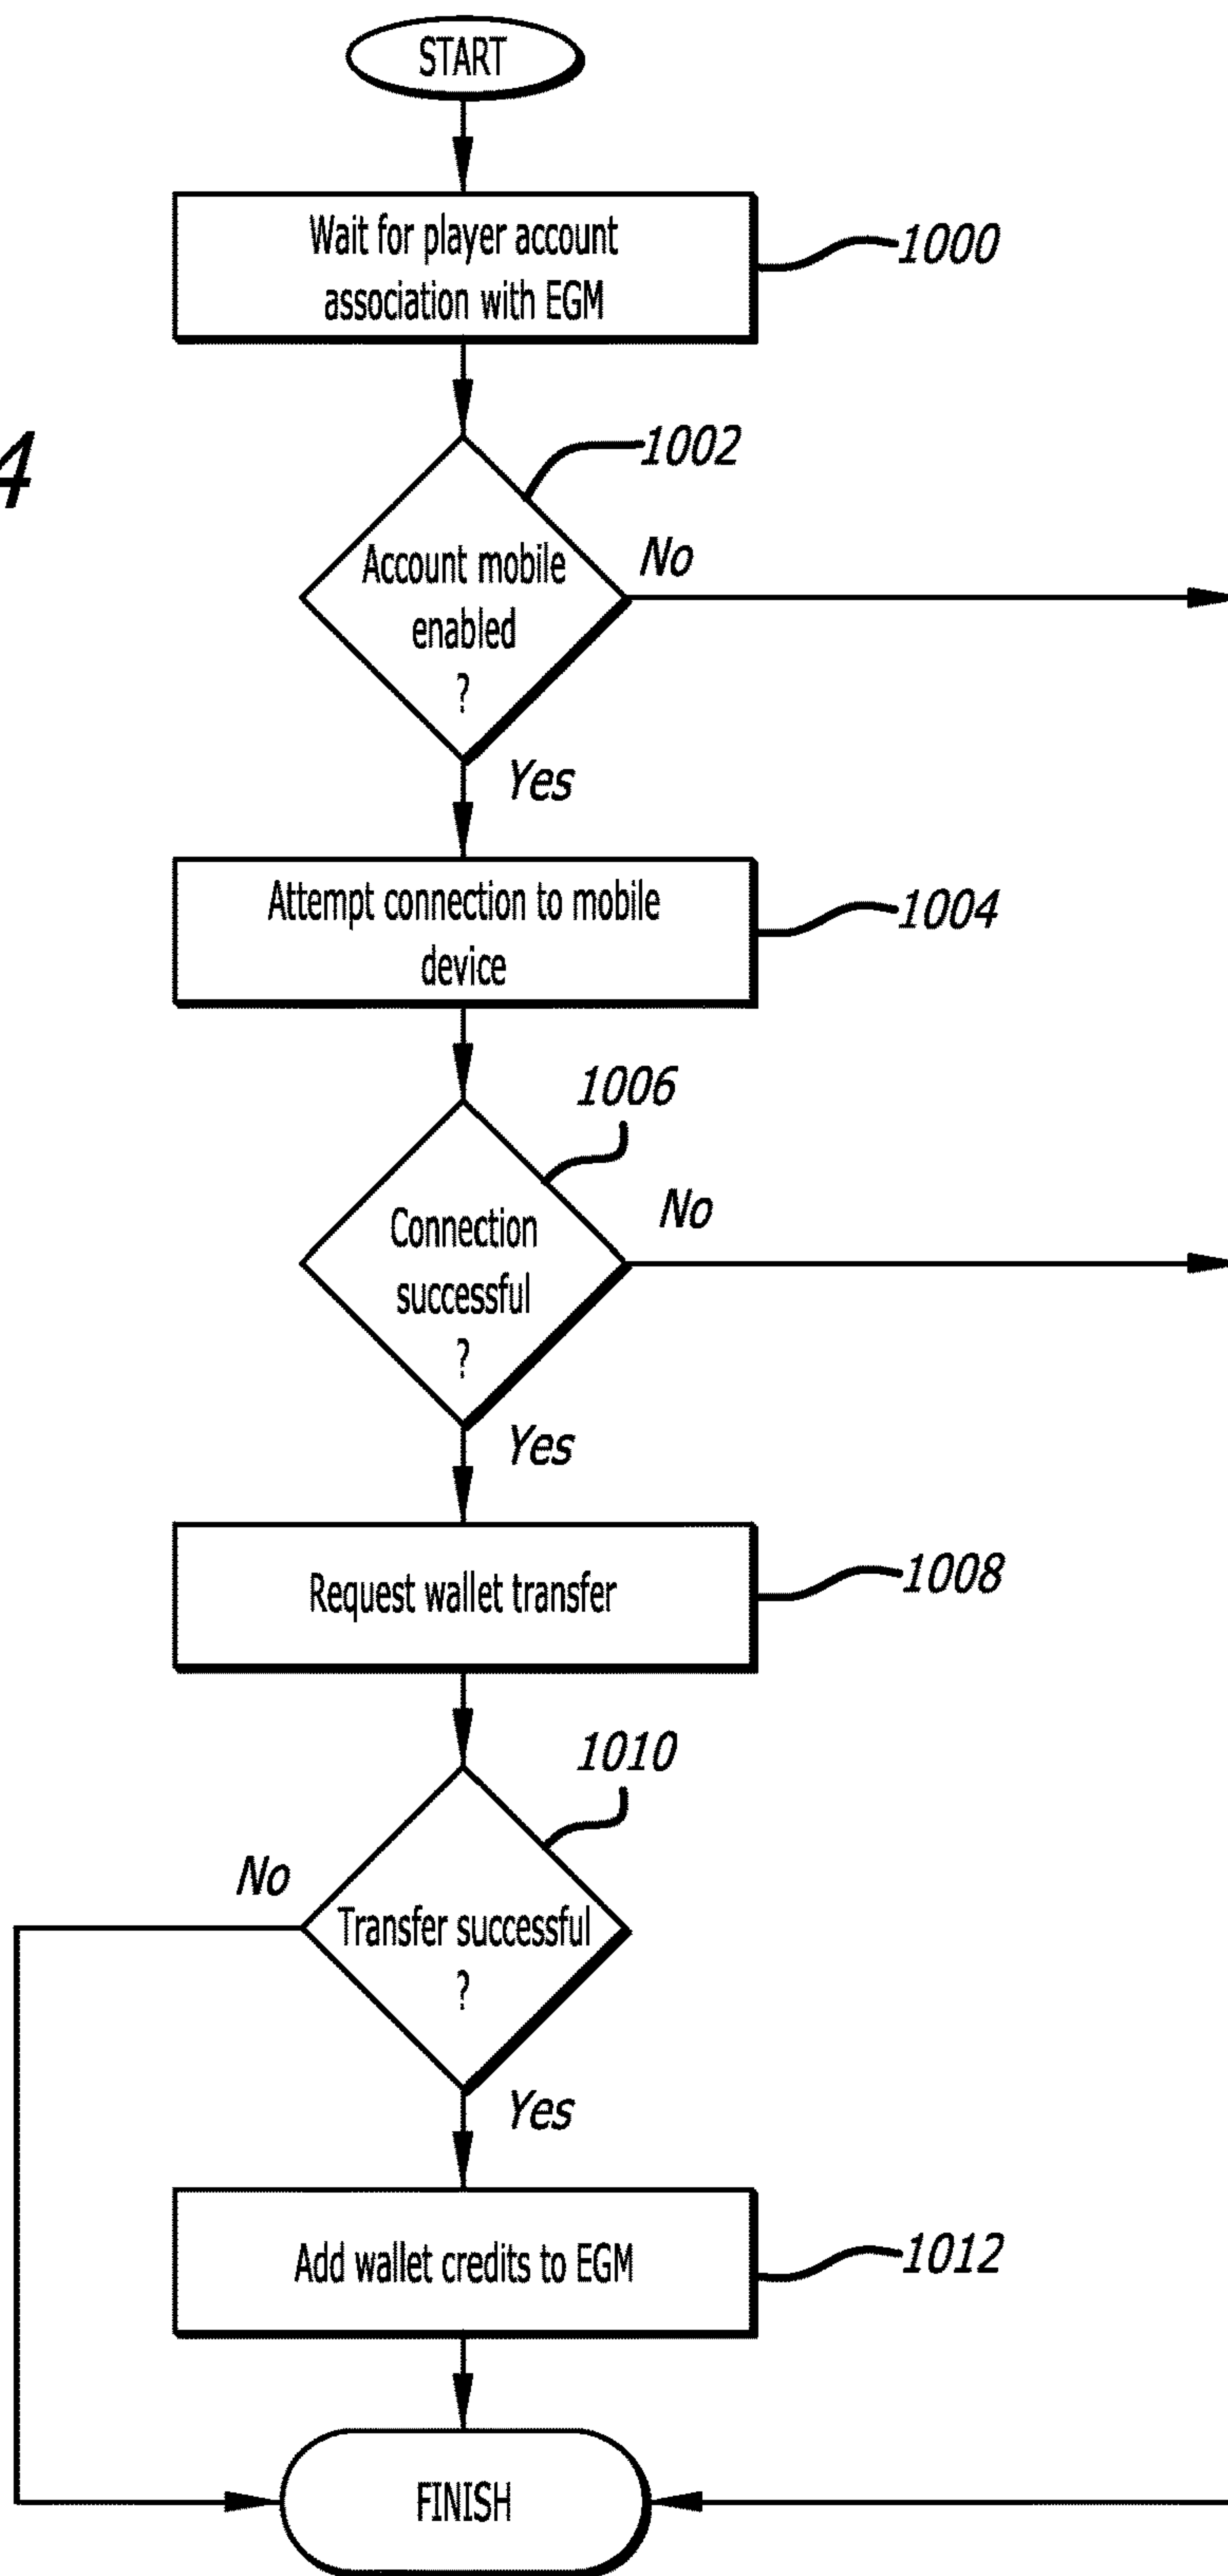 START
Wait for player account
association with EGM
1000
4
1002
Account mobile
enabled
?
No
Yes
Attempt connection to mobile
device
1004
1006
Connection
successful
?
No
Yes
Request wallet transfer
1008
1010
No
Transfer successful
?
Yes
Add wallet credits to EGM
1012
FINISH